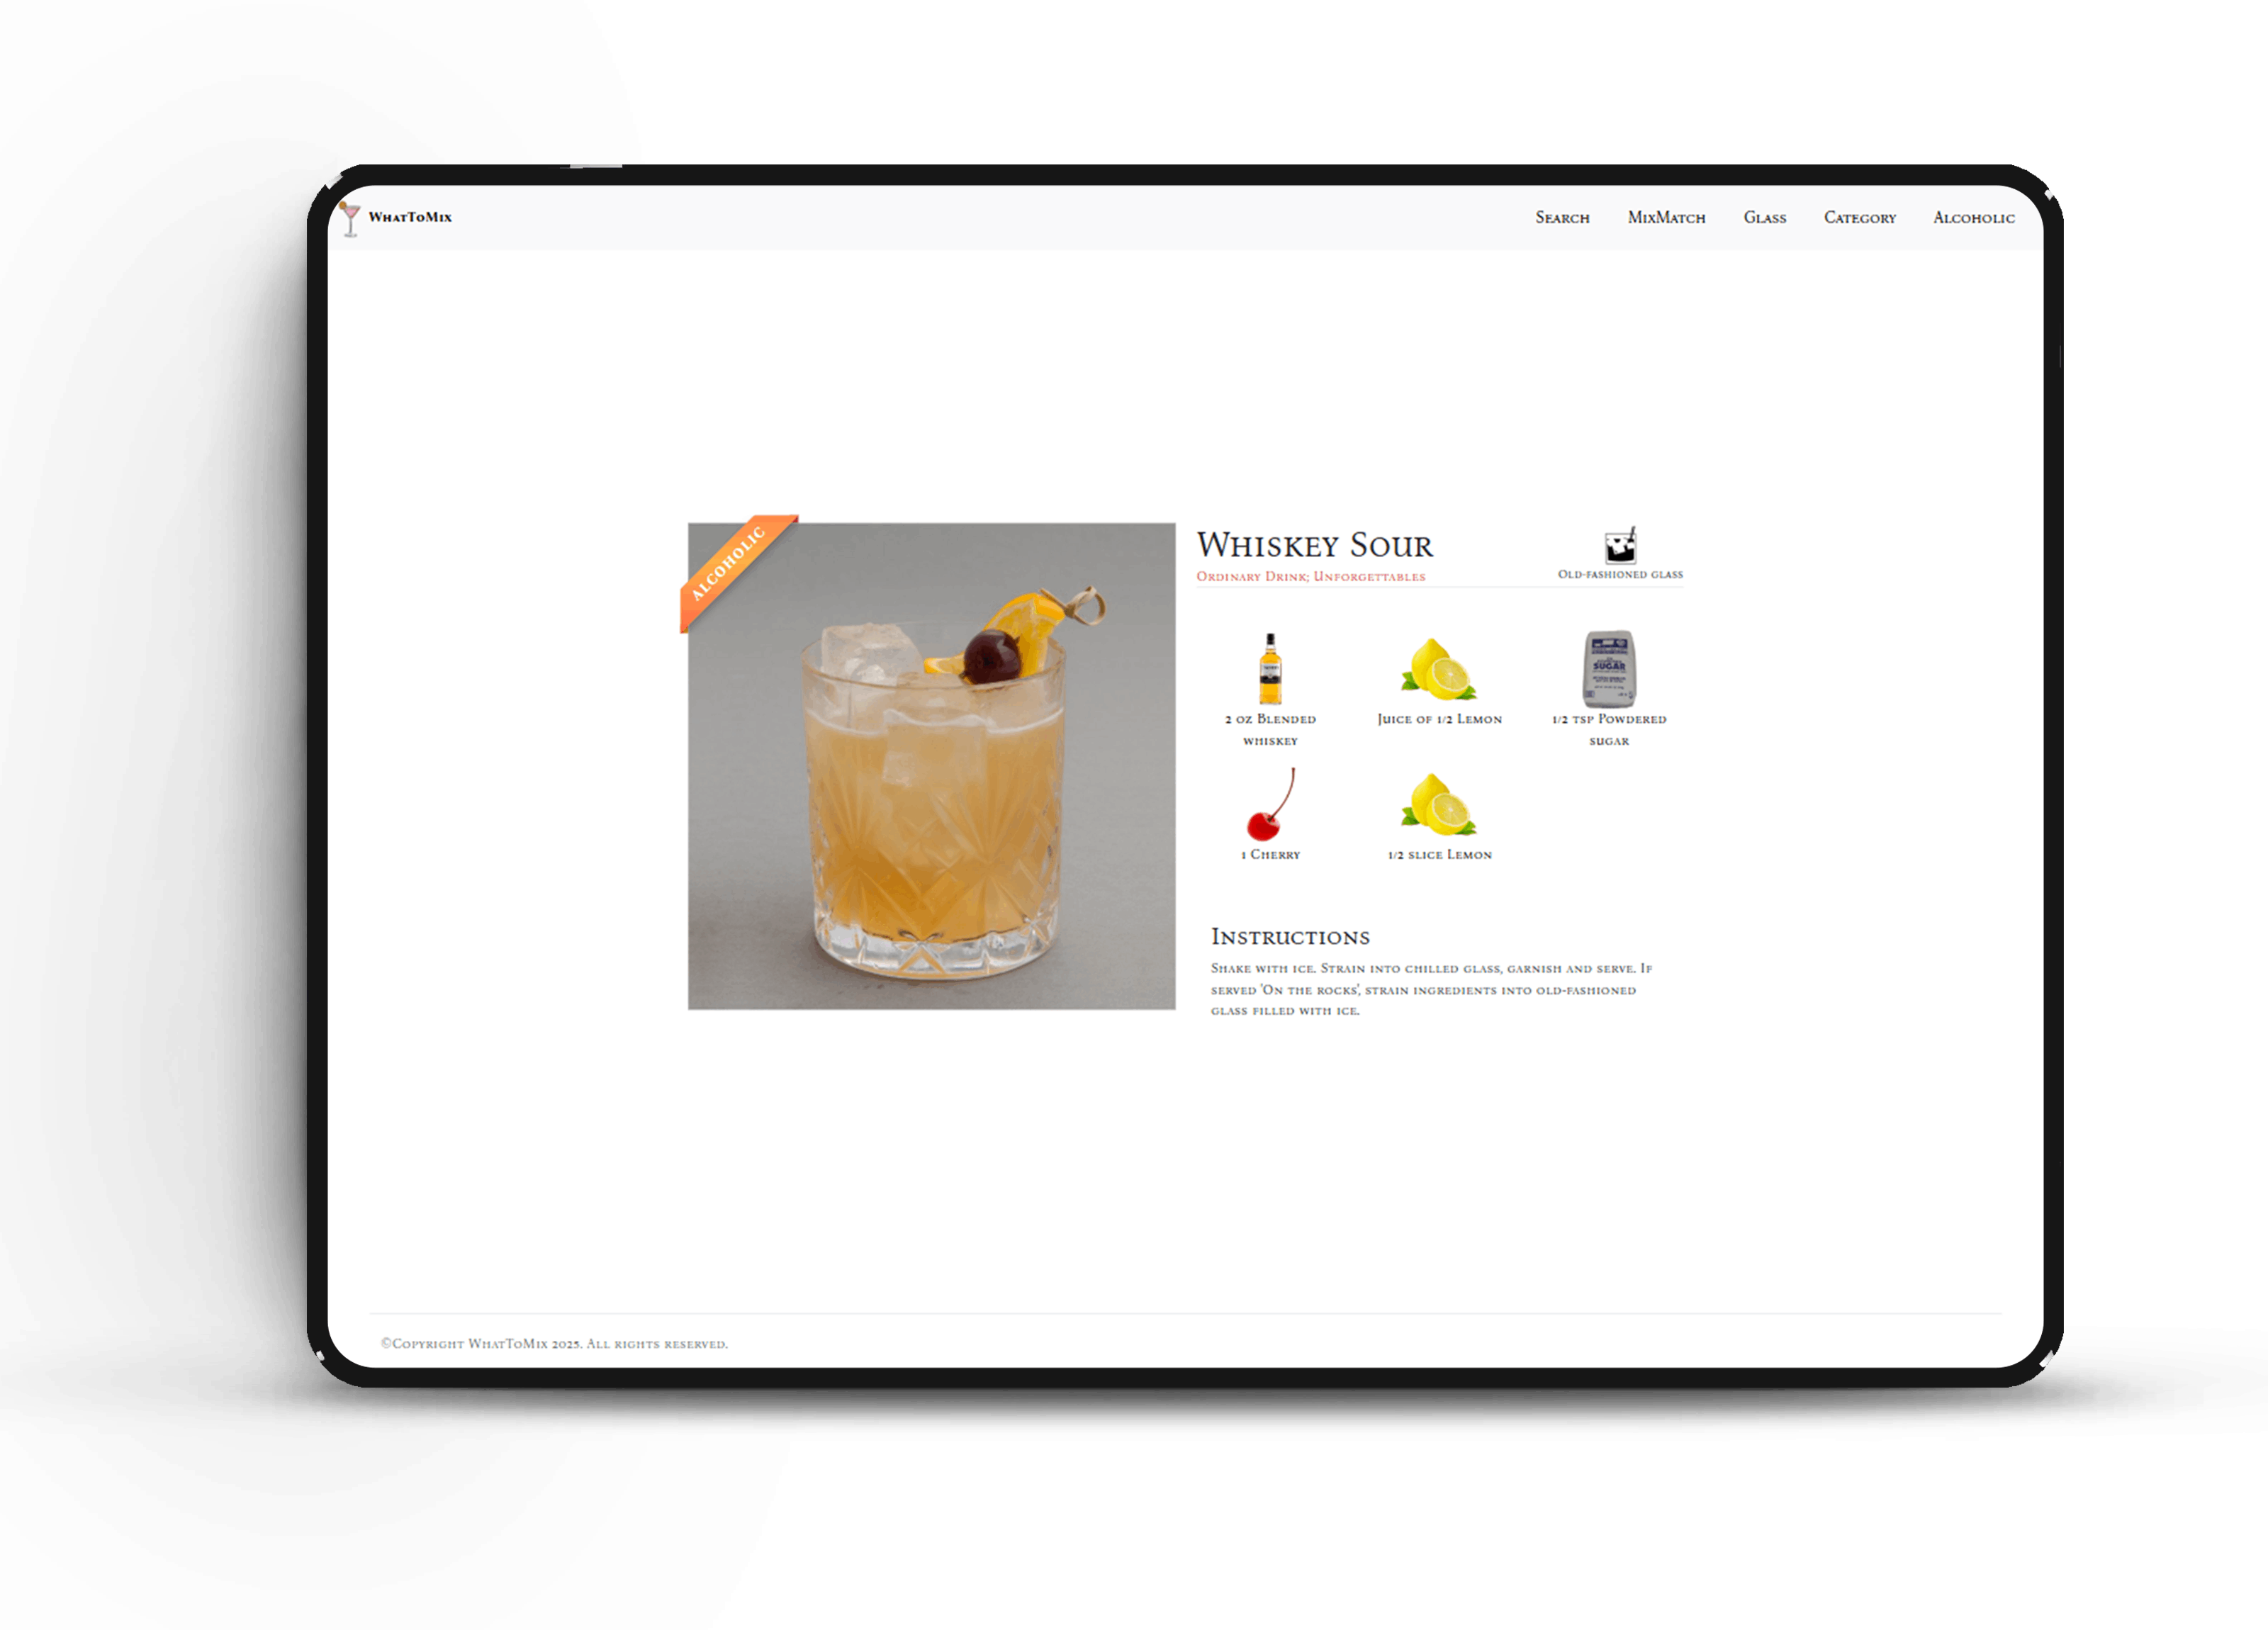 WhatToMix
Search
MixMatch
Glass
Category
Alcoholic
ALCOHOLIC
Whiskey Sour
Ordinary Drink; Unforgettables
Old-fashioned glass
SUGAR
2 oz Blended
whiskey
Juice of 1/2 Lemon
1/2 tsp Powdered
sugar
1 Cherry
1/2 slice Lemon
Instructions
Shake with ice. Strain into chilled glass, garnish and serve. If
served 'On the rocks', strain ingredients into old-fashioned
glass filled with ice.
©Copyright WhatToMix 2025. All rights reserved.